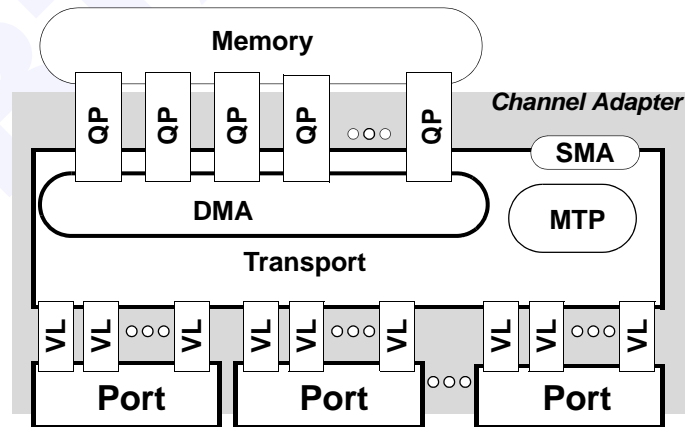 Memory
Channel Adapter
QP QP QP QP QP
SMA
DMA
MTP
Transport
VL VL VL VL VL VL VL VL VL
Port Port Port